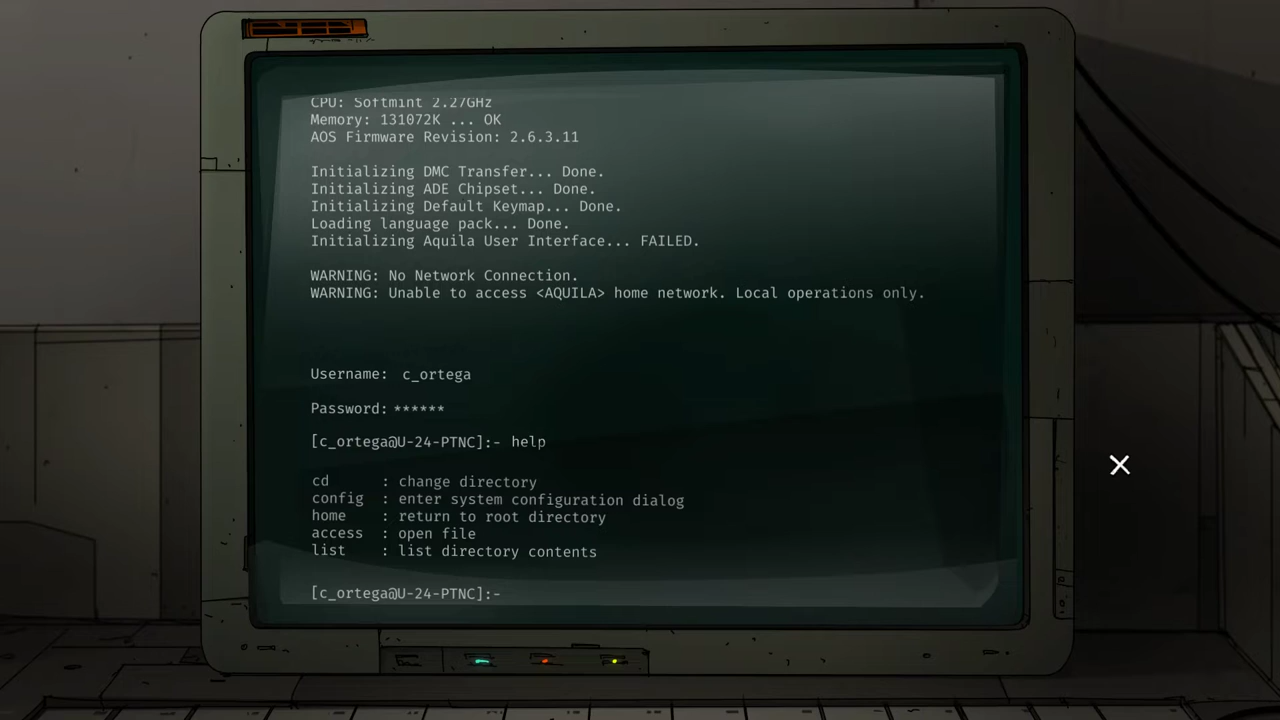 CPU: Softmint 2.27GHz
Memory: 131072K ... OK
AOS Firmware Revision: 2.6.3.11
Initializing DMC Transfer... Done.
Initializing ADE Chipset... Done.
Initializing Default Keymap... Done.
Loading language pack... Done.
Initializing Aquila User Interface... FAILED.
WARNING: No Network Connection.
WARNING: Unable to access <AQUILA> home network. Local operations only.
Username: c_ortega
Password: ******
[c_ortega@U-24-PTNC]:- help
cd : change directory
config : enter system configuration dialog
home : return to root directory
access : open file
list : list directory contents
[c_ortega@U-24-PTNC]:-